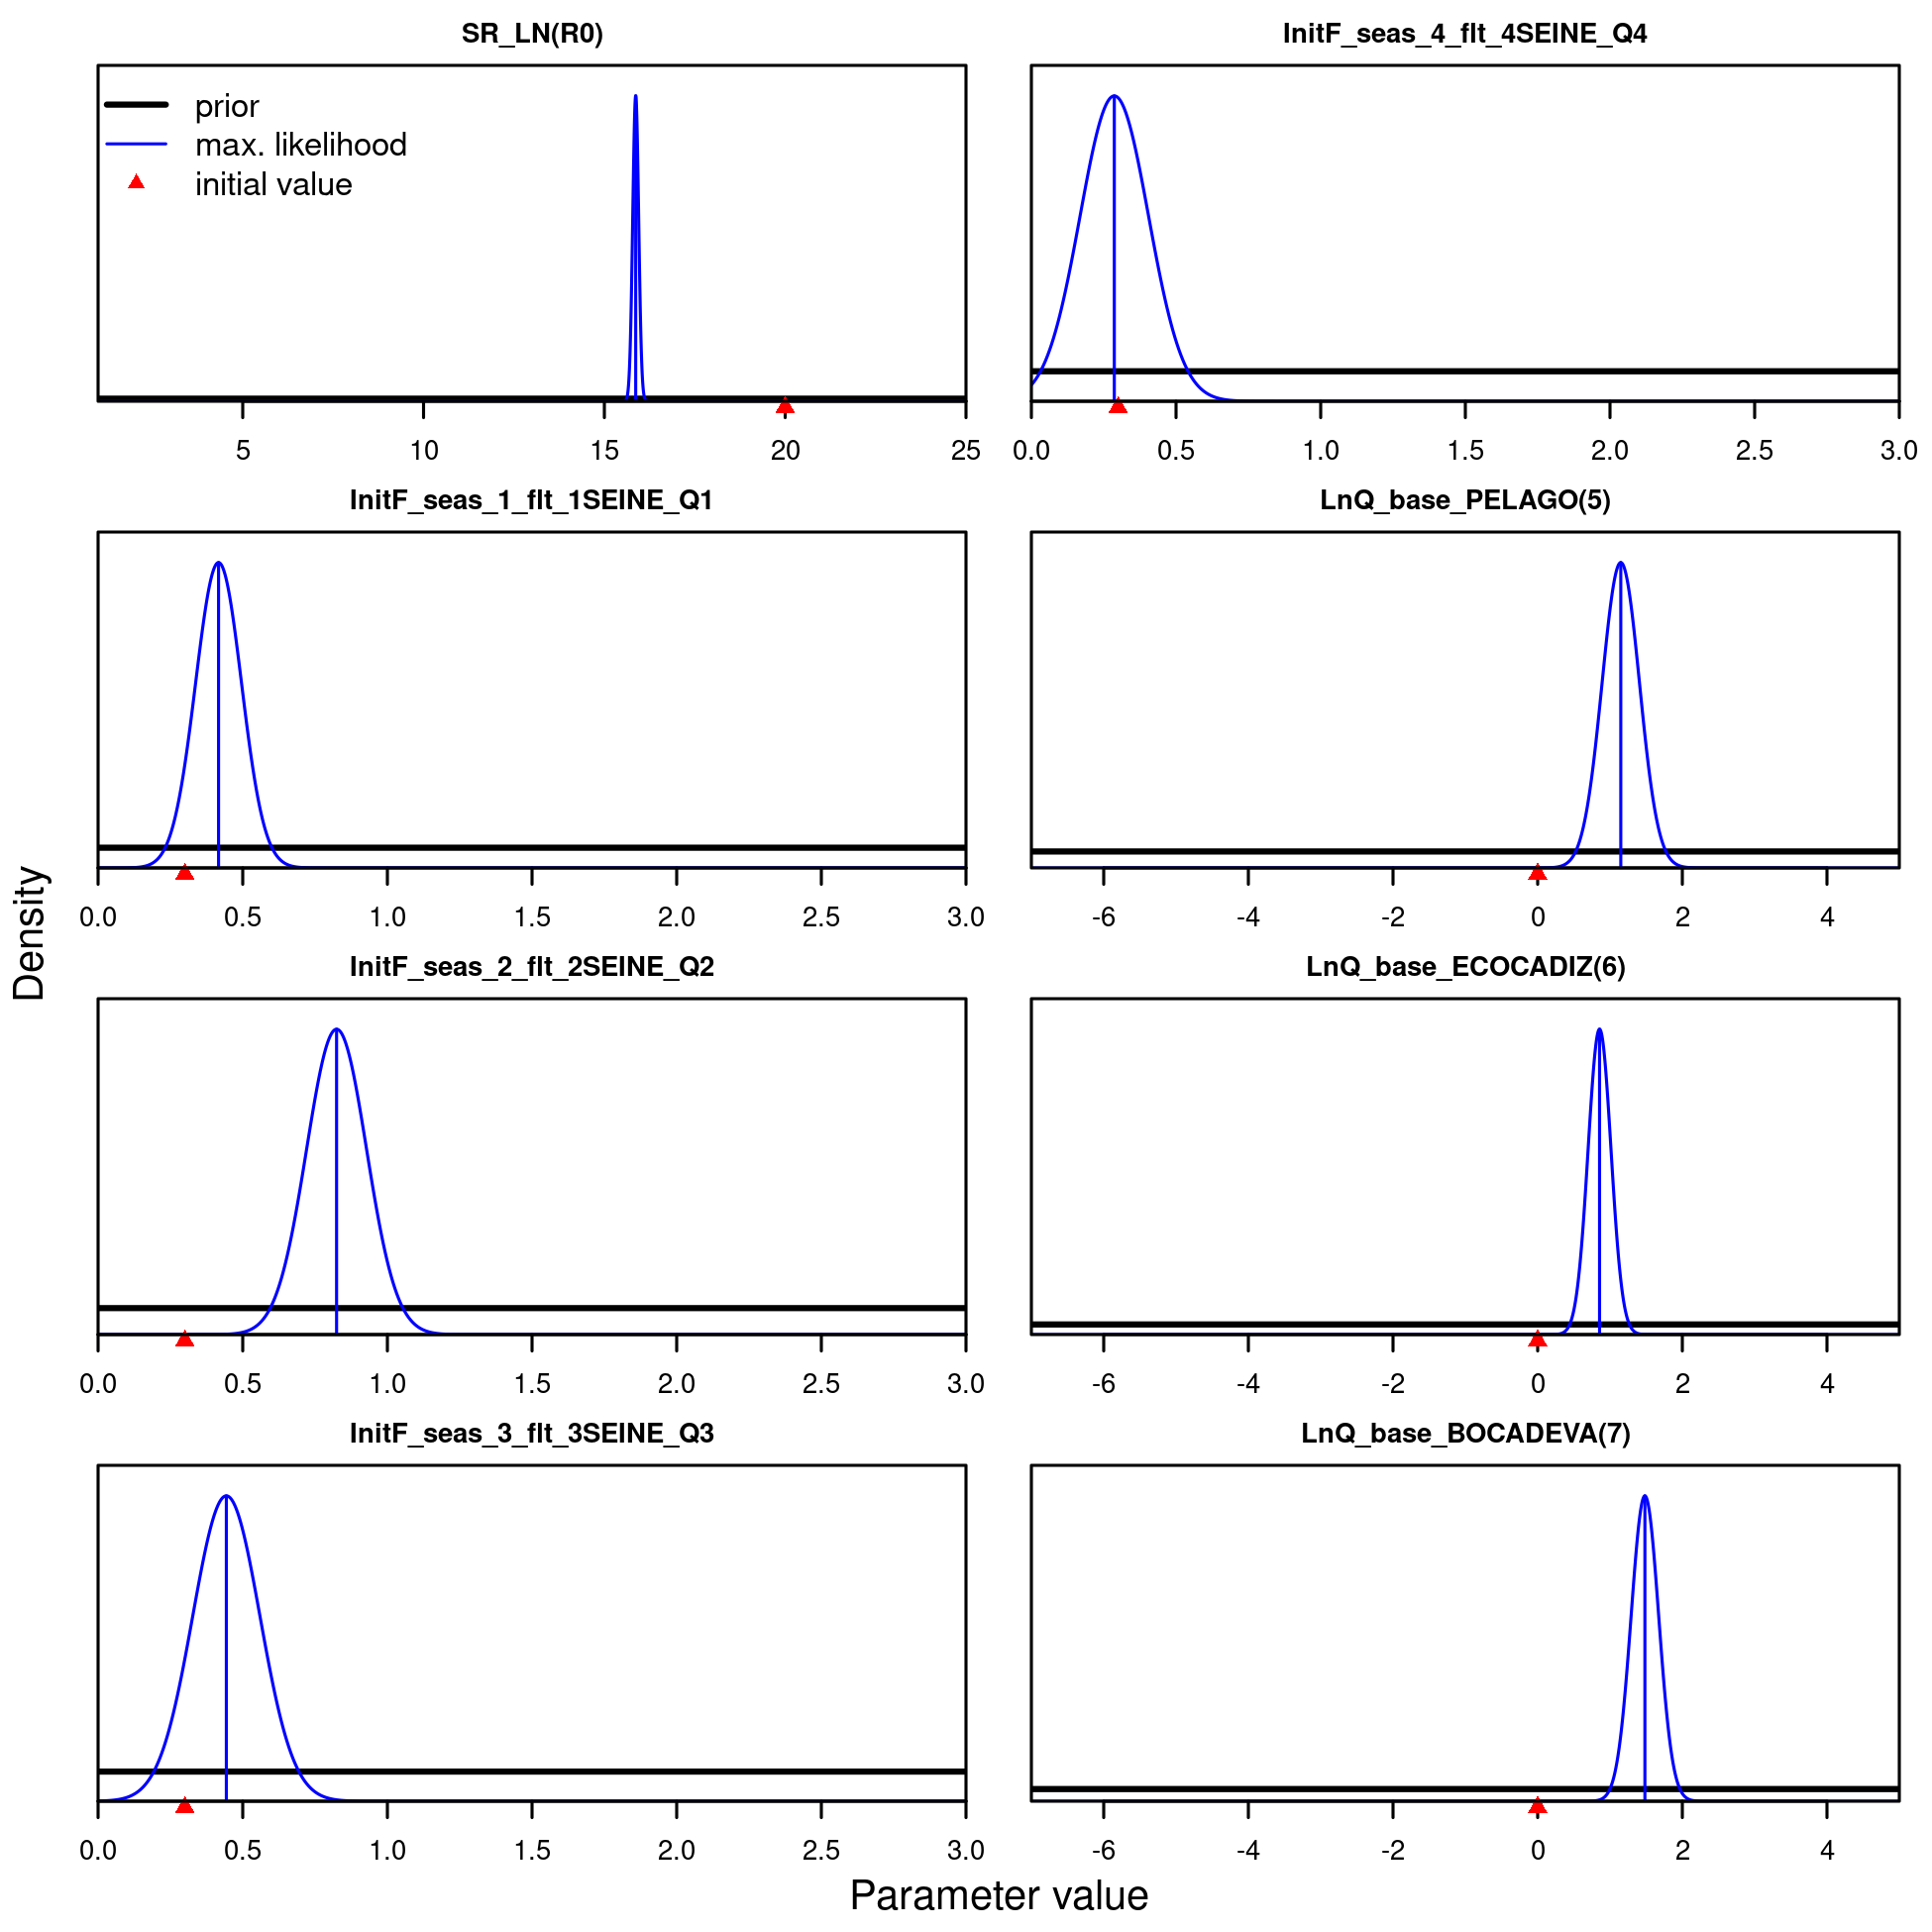 SR_LN(R0)
prior
max. likelihood
initial value
5 10 15 20 25
InitF_seas_4_flt_4SEINE_Q4
0.0 0.5 1.0 1.5 2.0 2.5 3.0
InitF_seas_1_flt_1SEINE_Q1
0.0 0.5 1.0 1.5 2.0 2.5 3.0
LnQ_base_PELAGO(5)
-6 -4 -2 0 2 4
InitF_seas_2_flt_2SEINE_Q2
0.0 0.5 1.0 1.5 2.0 2.5 3.0
LnQ_base_ECOCADIZ(6)
-6 -4 -2 0 2 4
InitF_seas_3_flt_3SEINE_Q3
0.0 0.5 1.0 1.5 2.0 2.5 3.0
LnQ_base_BOCADEVA(7)
-6 -4 -2 0 2 4
Density
Parameter value